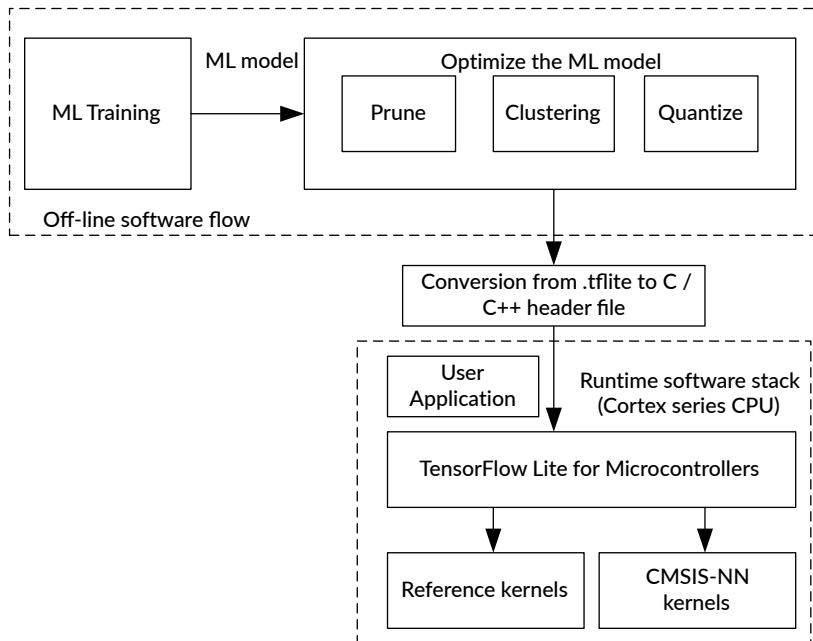 ML Training
ML model
Optimize the ML model
Prune
Clustering
Quantize
Off-line software flow
Conversion from .tflite to C /
C++ header file
User
Application
Runtime software stack
(Cortex series CPU)
TensorFlow Lite for Microcontrollers
Reference kernels
CMSIS-NN
kernels